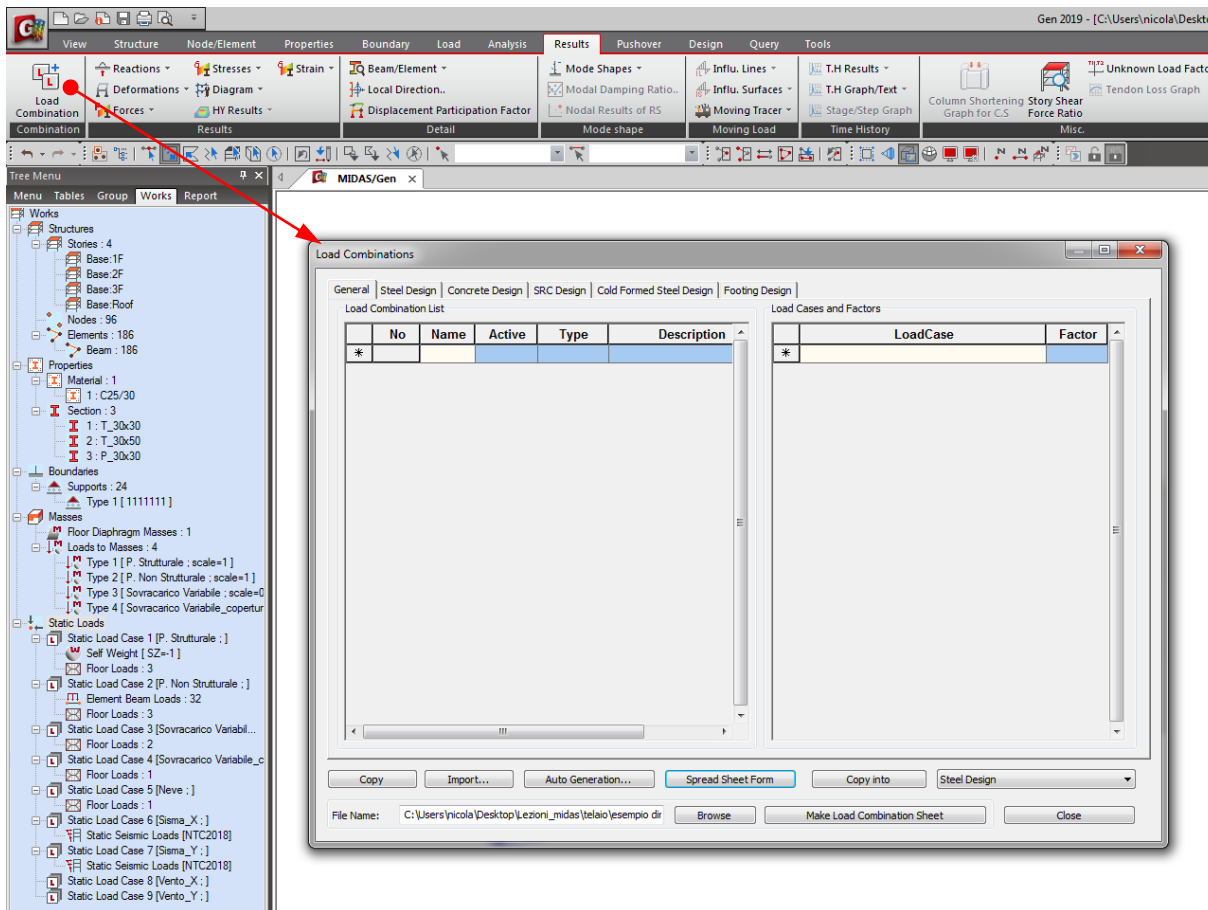 Gen 2019 - [C:\Users\nicola\Deskto
View Structure Node/Element Properties Boundary Load Analysis Results Pushover Design Query Tools
Load Combination
Reactions Stresses Strain
Deformations Diagram
Forces HY Results
Beam/Element
Local Direction..
Displacement Participation Factor
Mode Shapes
Modal Damping Ratio..
Nodal Results of RS
Influ. Lines
Influ. Surfaces
Moving Tracer
T.H Results
T.H Graph/Text
Stage/Step Graph
Column Shortening
Graph for C.S
Story Shear
Force Ratio
Unknown Load Facto
Tendon Loss Graph
Combination Results Detail Mode shape Moving Load Time History Misc.
Tree Menu
MIDAS/Gen
Menu Tables Group Works Report
Works
Structures
Stories : 4
Base:1F
Base:2F
Base:3F
Base:Roof
Nodes : 96
Elements : 186
Beam : 186
Properties
Material : 1
1 : C25/30
Section : 3
1 : T_30x30
2 : T_30x50
3 : P_30x30
Boundaries
Supports : 24
Type 1 [ 1111111 ]
Masses
Floor Diaphragm Masses : 1
Loads to Masses : 4
Type 1 [ P. Strutturale ; scale=1 ]
Type 2 [ P. Non Strutturale ; scale=1 ]
Type 3 [ Sovracarico Variabile ; scale=0
Type 4 [ Sovracarico Variabile_copertur
Static Loads
Static Load Case 1 [P. Strutturale ; ]
Self Weight [ SZ=-1 ]
Floor Loads : 3
Static Load Case 2 [P. Non Strutturale ; ]
Element Beam Loads : 32
Floor Loads : 3
Static Load Case 3 [Sovracarico Variabil...
Floor Loads : 2
Static Load Case 4 [Sovracarico Variabile_c
Floor Loads : 1
Static Load Case 5 [Neve ; ]
Floor Loads : 1
Static Load Case 6 [Sisma_X ; ]
Static Seismic Loads [NTC2018]
Static Load Case 7 [Sisma_Y ; ]
Static Seismic Loads [NTC2018]
Static Load Case 8 [Vento_X ; ]
Static Load Case 9 [Vento_Y ; ]
Load Combinations
General Steel Design Concrete Design SRC Design Cold Formed Steel Design Footing Design
Load Combination List
No Name Active Type Description
Load Cases and Factors
LoadCase Factor
Copy Import... Auto Generation... Spread Sheet Form Copy into Steel Design
File Name: C:\Users\nicola\Desktop\Lezioni_midas\telaio\esempio dir Browse Make Load Combination Sheet Close